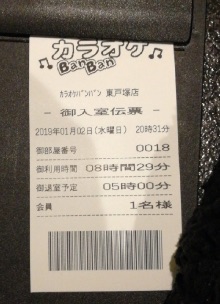 カラオケ
BanBan
カラオケバンバン 東戸塚店
- 御入室伝票 -
2019年01月02日(水曜日) 20時31分
御部屋番号 0018
御利用時間 08時間29分
御退室予定 05時00分
会員 1名様